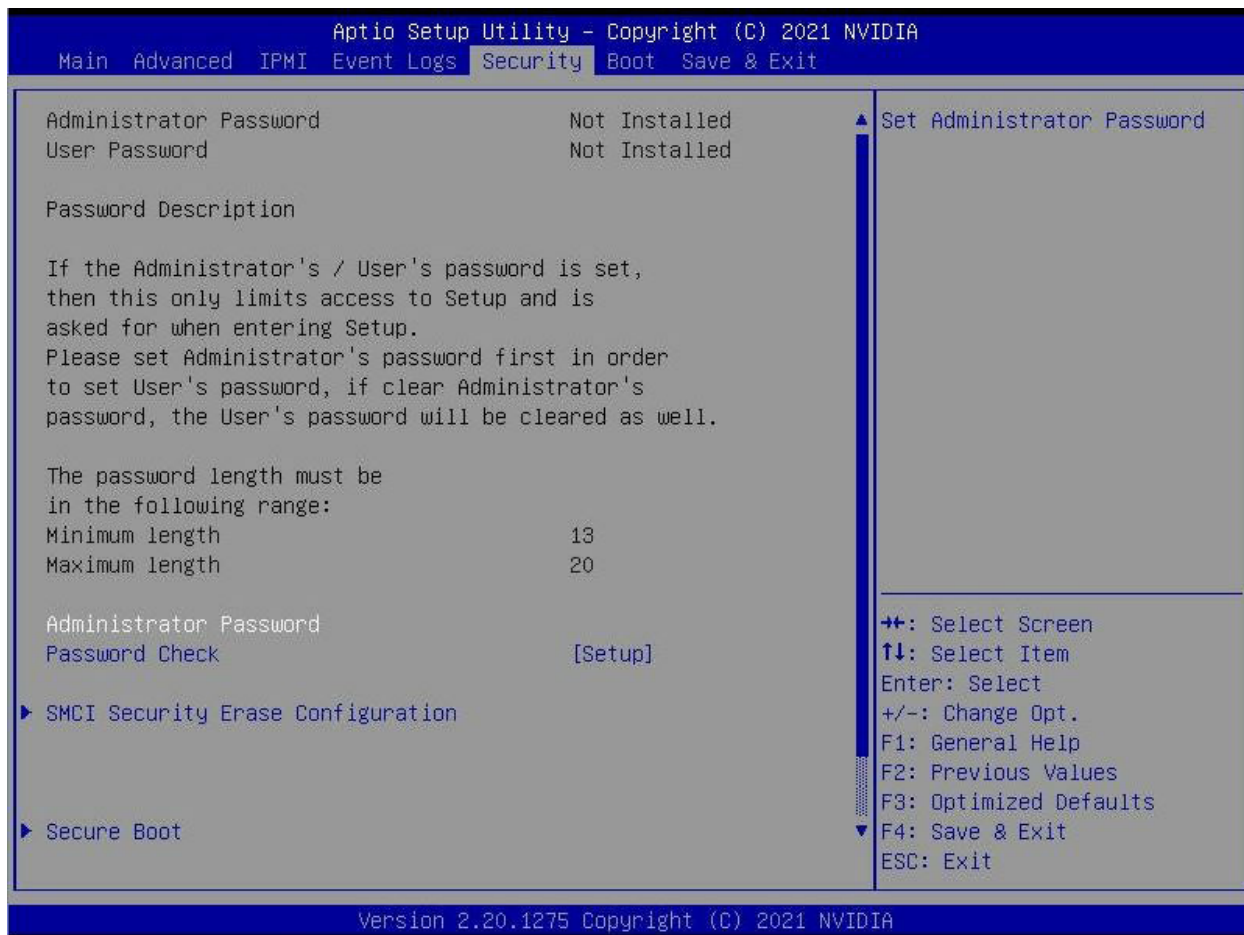 Aptio Setup Utility – Copyright (C) 2021 NVIDIA
Main Advanced IPMI Event Logs Security Boot Save & Exit
Administrator Password Not Installed
User Password Not Installed
Password Description
If the Administrator's / User's password is set,
then this only limits access to Setup and is
asked for when entering Setup.
Please set Administrator's password first in order
to set User's password, if clear Administrator's
password, the User's password will be cleared as well.
The password length must be
in the following range:
Minimum length 13
Maximum length 20
Administrator Password
Password Check [Setup]
SMCI Security Erase Configuration
Secure Boot
Set Administrator Password
→←: Select Screen
↑↓: Select Item
Enter: Select
+/-: Change Opt.
F1: General Help
F2: Previous Values
F3: Optimized Defaults
F4: Save & Exit
ESC: Exit
Version 2.20.1275 Copyright (C) 2021 NVIDIA